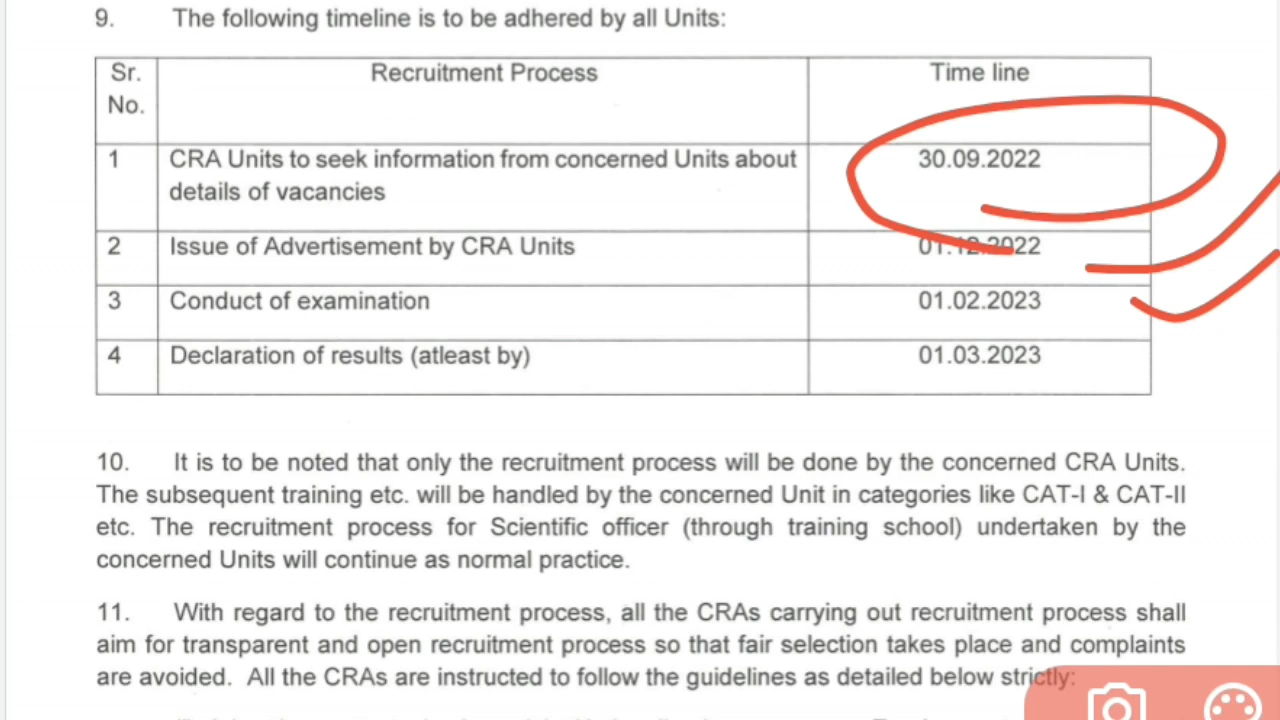 9. The following timeline is to be adhered by all Units:
Sr. No. Recruitment Process Time line
1 CRA Units to seek information from concerned Units about details of vacancies 30.09.2022
2 Issue of Advertisement by CRA Units 01.12.2022
3 Conduct of examination 01.02.2023
4 Declaration of results (atleast by) 01.03.2023
10. It is to be noted that only the recruitment process will be done by the concerned CRA Units.
The subsequent training etc. will be handled by the concerned Unit in categories like CAT-I & CAT-II
etc. The recruitment process for Scientific officer (through training school) undertaken by the
concerned Units will continue as normal practice.
11. With regard to the recruitment process, all the CRAs carrying out recruitment process shall
aim for transparent and open recruitment process so that fair selection takes place and complaints
are avoided. All the CRAs are instructed to follow the guidelines as detailed below strictly: